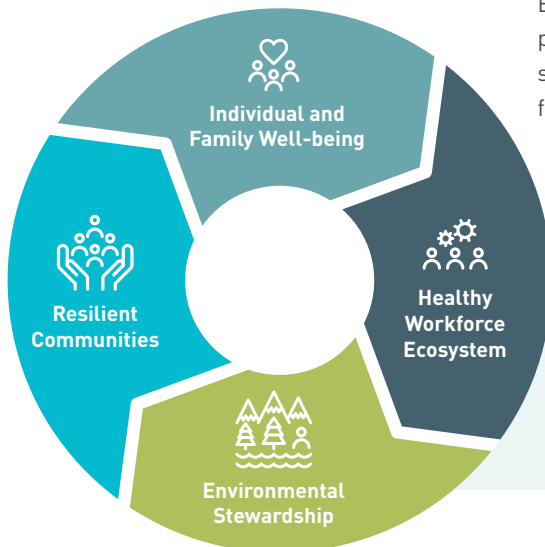 Individual and
Family Well-being
Healthy
Workforce
Ecosystem
Resilient
Communities
Environmental
Stewardship